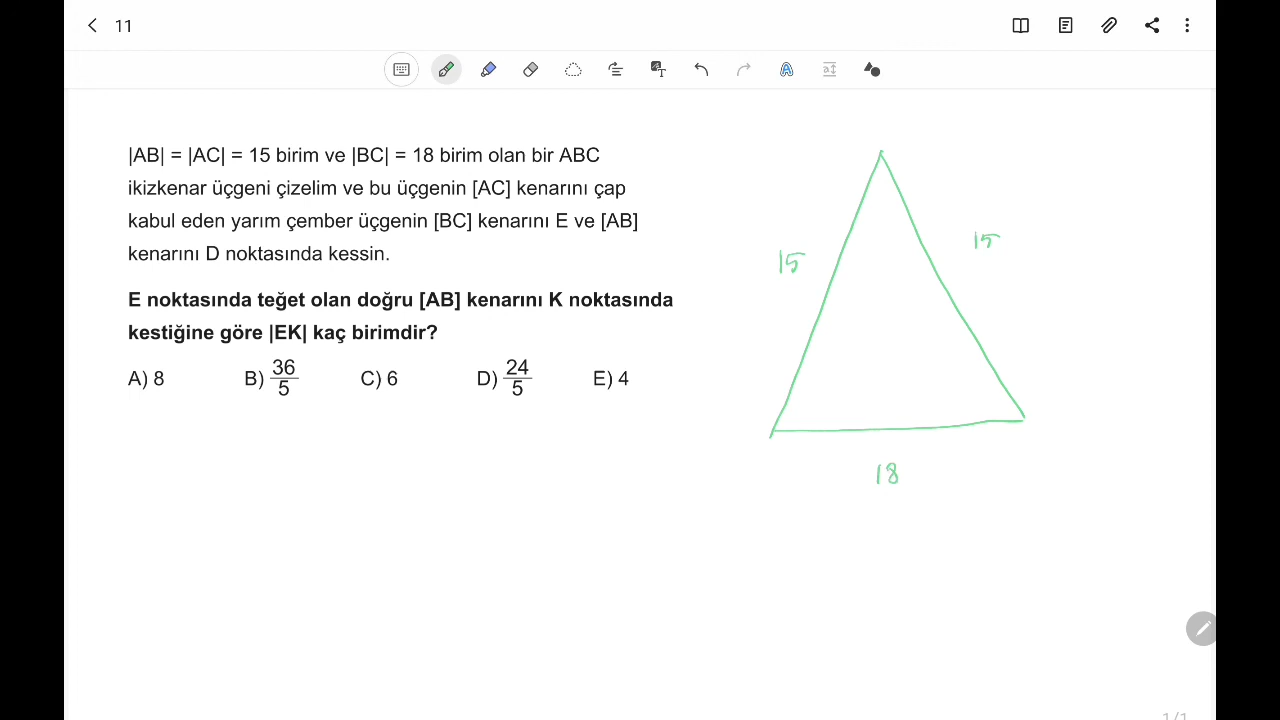 11
|AB| = |AC| = 15 birim ve |BC| = 18 birim olan bir ABC
ikizkenar üçgeni çizelim ve bu üçgenin [AC] kenarını çap
kabul eden yarım çember üçgenin [BC] kenarını E ve [AB]
kenarını D noktasında kessin.
E noktasında teğet olan doğru [AB] kenarını K noktasında
kestiğine göre |EK| kaç birimdir?
A) 8 B) 36/5 C) 6 D) 24/5 E) 4
15
15
18
1/1